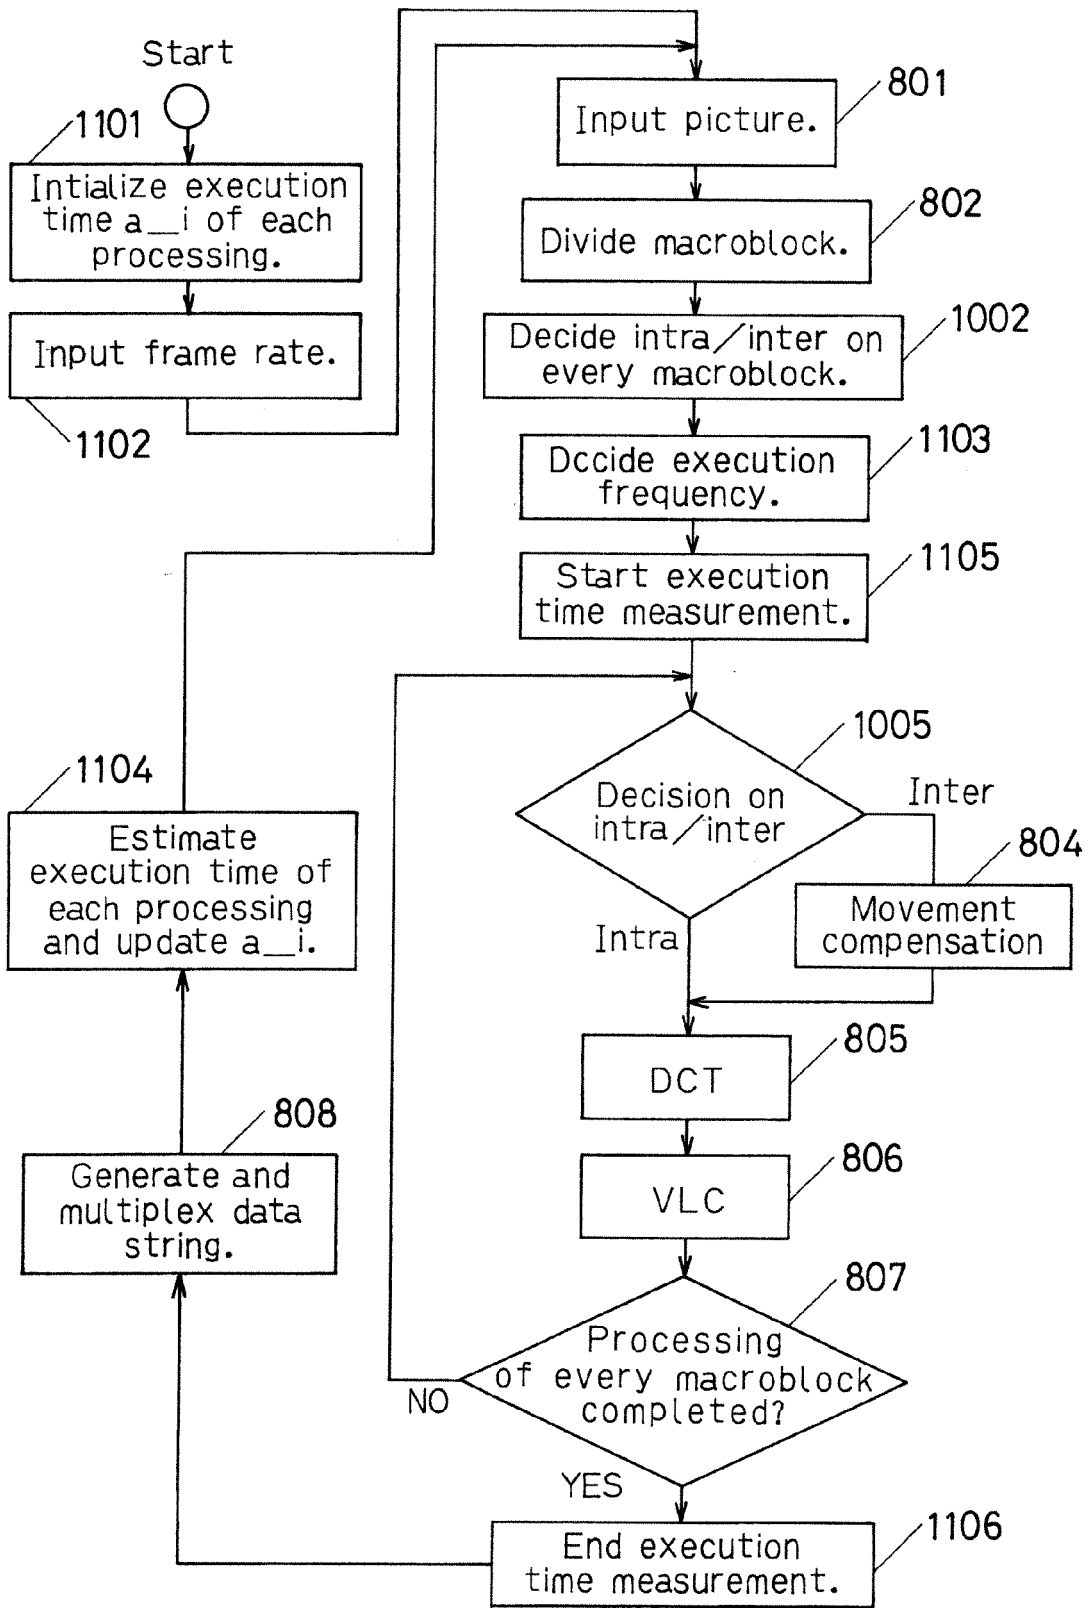 Start
1101
Intialize execution
time a__i of each
processing.
Input frame rate.
1102
801
Input picture.
802
Divide macroblock.
1002
Decide intra/inter on
every macroblock.
1103
Dccide execution
frequency.
1105
Start execution
time measurement.
1005
Decision on
intra/inter
Inter
804
Movement
compensation
Intra
805
DCT
806
VLC
807
Processing
of every macroblock
completed?
NO
YES
1106
End execution
time measurement.
808
Generate and
multiplex data
string.
1104
Estimate
execution time of
each processing
and update a__i.